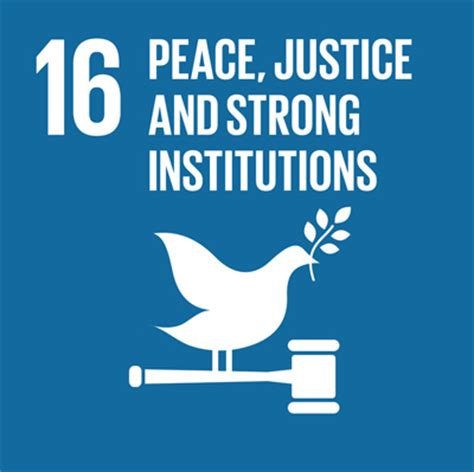 16 PEACE, JUSTICE
AND STRONG
INSTITUTIONS